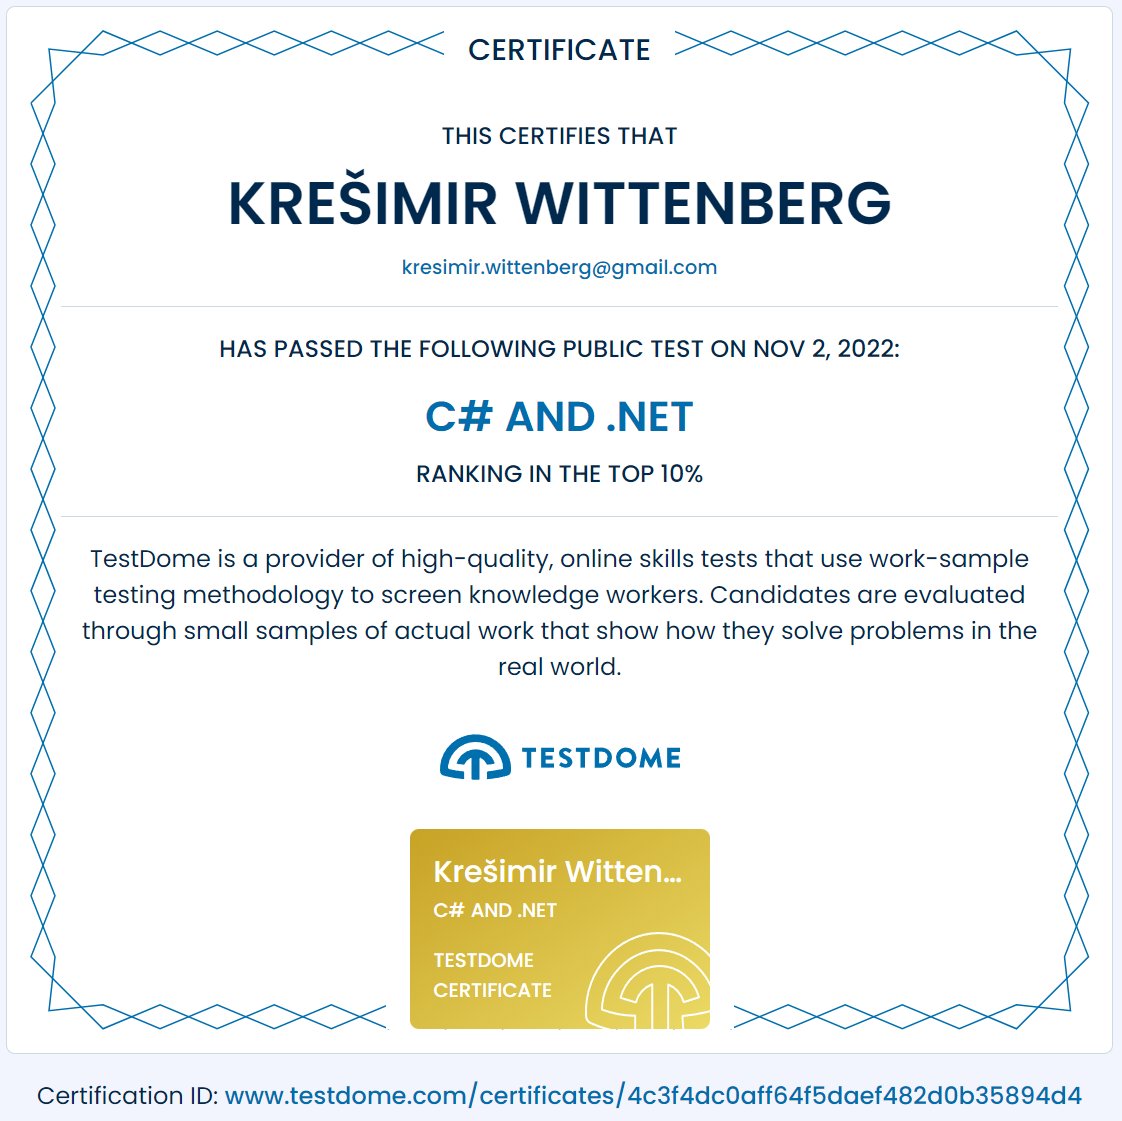 CERTIFICATE
THIS CERTIFIES THAT
KREŠIMIR WITTENBERG
kresimir.wittenberg@gmail.com
HAS PASSED THE FOLLOWING PUBLIC TEST ON NOV 2, 2022:
C# AND .NET
RANKING IN THE TOP 10%
TestDome is a provider of high-quality, online skills tests that use work-sample
testing methodology to screen knowledge workers. Candidates are evaluated
through small samples of actual work that show how they solve problems in the
real world.
TESTDOME
Krešimir Witten...
C# AND .NET
TESTDOME
CERTIFICATE
Certification ID: www.testdome.com/certificates/4c3f4dc0aff64f5daef482d0b35894d4